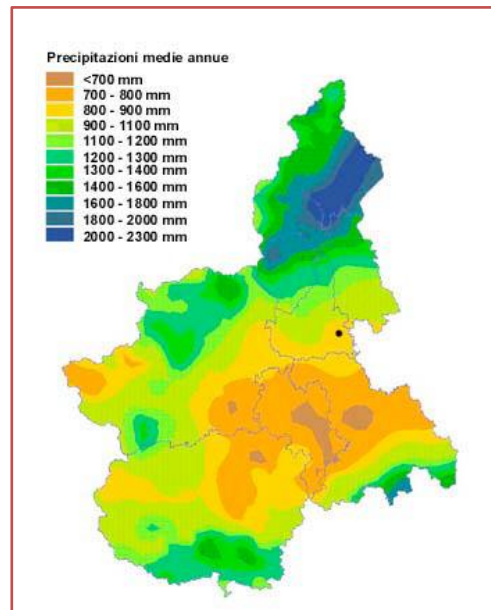 Precipitazioni medie annue
<700 mm
700 - 800 mm
800 - 900 mm
900 - 1100 mm
1100 - 1200 mm
1200 - 1300 mm
1300 - 1400 mm
1400 - 1600 mm
1600 - 1800 mm
1800 - 2000 mm
2000 - 2300 mm